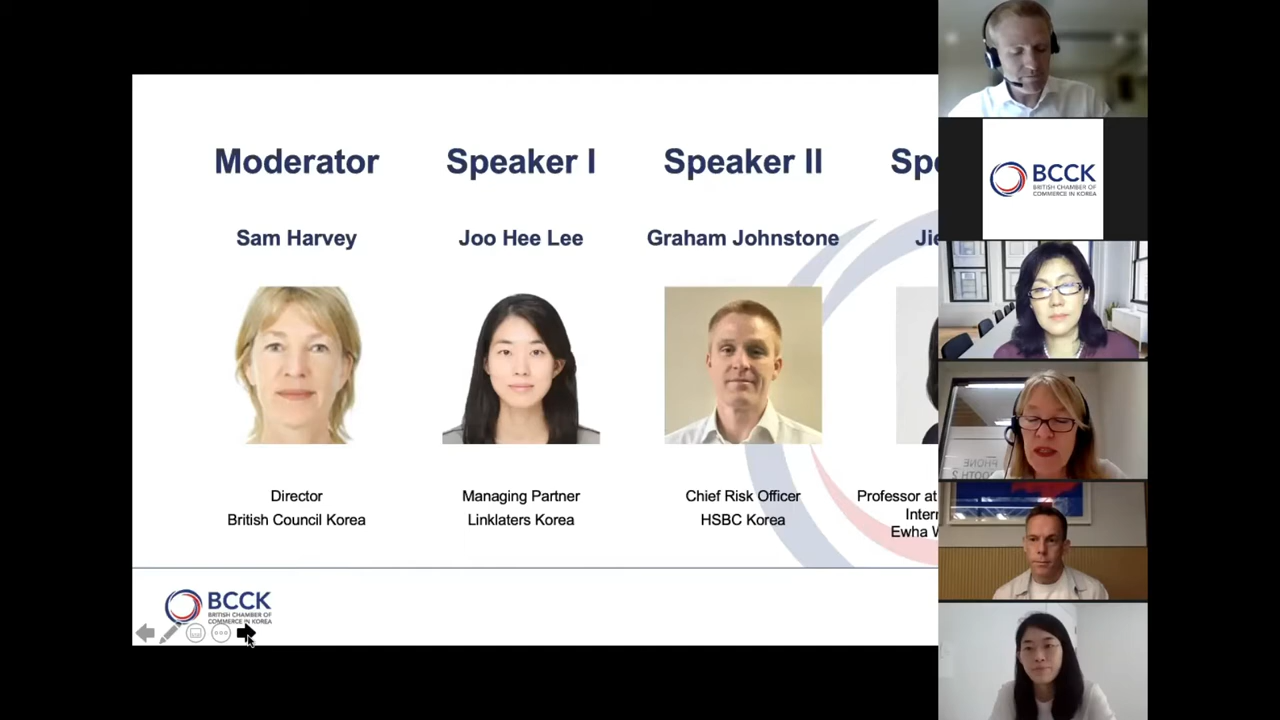 Moderator
Speaker I
Speaker II
Sam Harvey
Joo Hee Lee
Graham Johnstone
Director
British Council Korea
Managing Partner
Linklaters Korea
Chief Risk Officer
HSBC Korea
Professor at
Ewha
BCCK
BRITISH CHAMBER OF
COMMERCE IN KOREA
BCCK
BRITISH CHAMBER OF
COMMERCE IN KOREA
PHONE